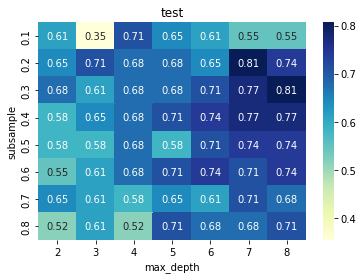 test
0.1 0.61 0.35 0.71 0.65 0.61 0.55 0.55
0.2 0.65 0.71 0.68 0.68 0.65 0.81 0.74
0.3 0.68 0.61 0.68 0.68 0.71 0.77 0.81
0.4 0.58 0.65 0.68 0.71 0.74 0.77 0.77
0.5 0.58 0.58 0.68 0.58 0.71 0.74 0.74
0.6 0.55 0.61 0.68 0.71 0.74 0.71 0.74
0.7 0.65 0.61 0.58 0.65 0.61 0.71 0.68
0.8 0.52 0.61 0.52 0.71 0.68 0.68 0.71
subsample
2 3 4 5 6 7 8
max_depth
0.8
0.7
0.6
0.5
0.4